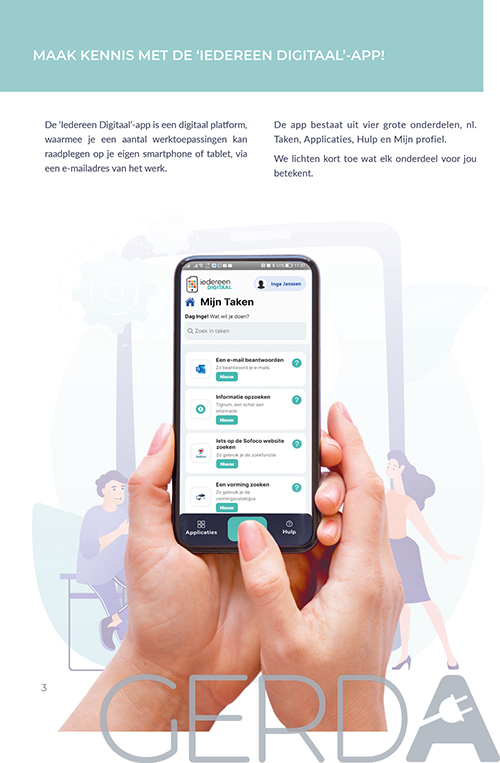 MAAK KENNIS MET DE ‘IEDEREEN DIGITAAL’-APP!
De ‘Iedereen Digitaal’-app is een digitaal platform,
waarmee je een aantal werktoepassingen kan
raadplegen op je eigen smartphone of tablet, via
een e-mailadres van het werk.
De app bestaat uit vier grote onderdelen, nl.
Taken, Applicaties, Hulp en Mijn profiel.
We lichten kort toe wat elk onderdeel voor jou
betekent.
iedereen
DIGITAAL
Inge Janssen
Mijn Taken
Dag Inge! Wat wil je doen?
Zoek in taken
Een e-mail beantwoorden
Zo beantwoord je e-mails
Nieuw
?
Informatie opzoeken
Trignum, een schat aan
informatie
Nieuw
?
Iets op de Sofoco website
zoeken
Zo gebruik je de zoekfunctie
Nieuw
?
Sofoco
Een vorming zoeken
Zo gebruik je de
vormingscatalogus
Nieuw
?
Applicaties
Hulp
3
GERDA